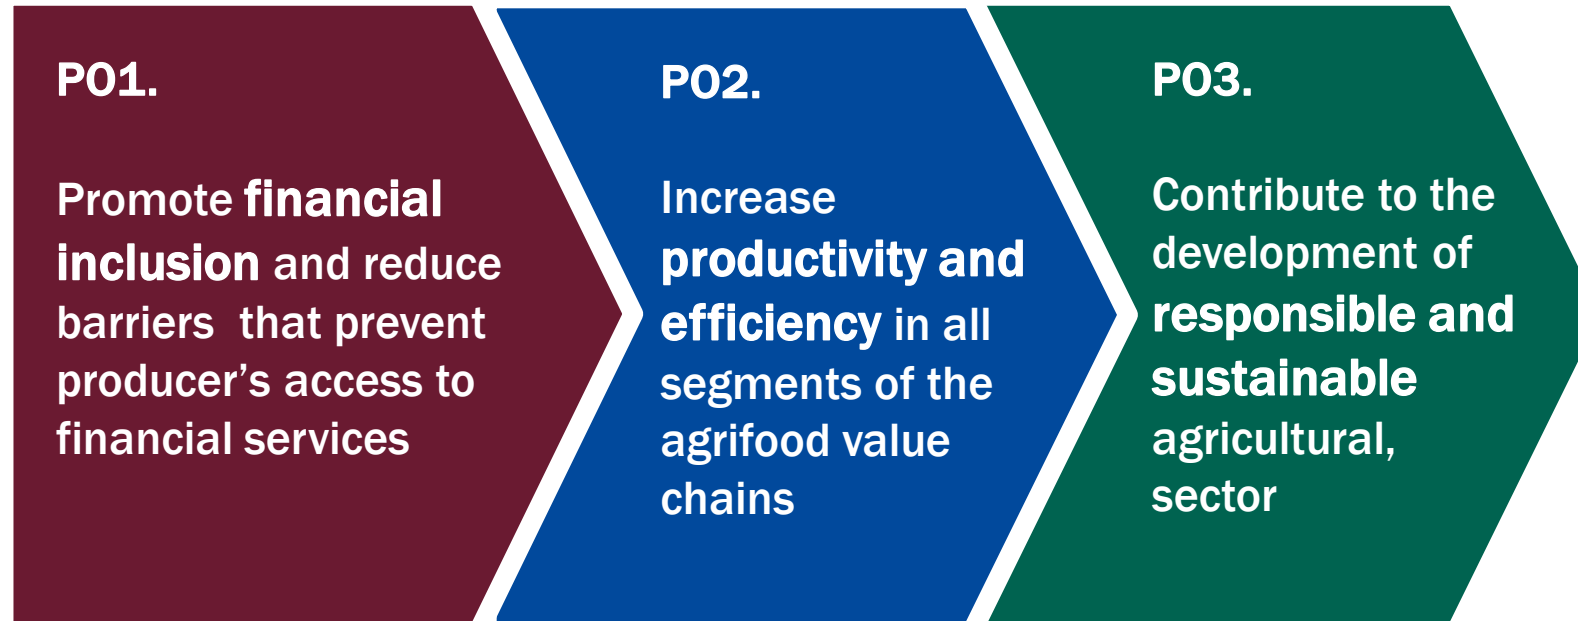 PO1.
Promote financial
inclusion and reduce
barriers  that prevent
producer’s access to
financial services
PO2.
Increase
productivity and
efficiency in all
segments of the
agrifood value
chains
PO3.
Contribute to the
development of
responsible and
sustainable
agricultural,
sector